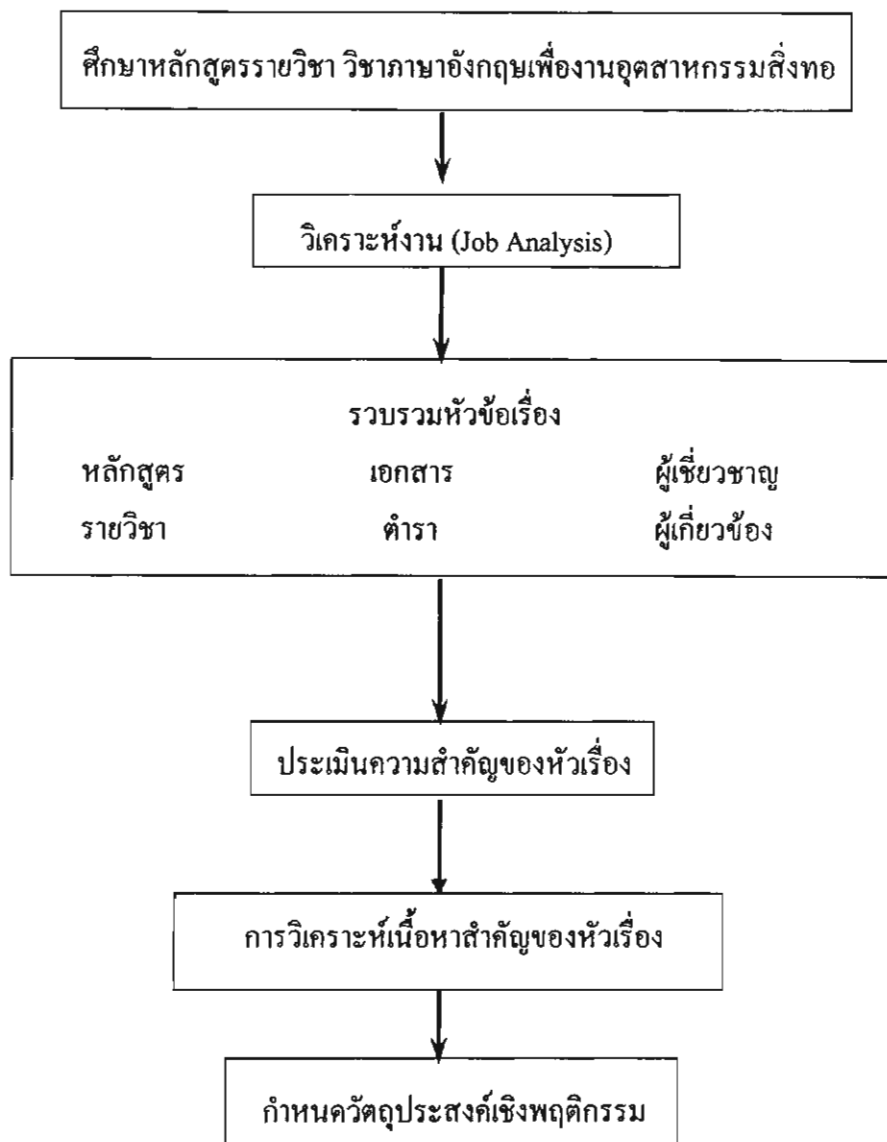 ศึกษาหลักสูตรรายวิชา วิชาภาษาอังกฤษเพื่องานอุตสาหกรรมสิ่งทอ
วิเคราะห์งาน (Job Analysis)
รวบรวมหัวข้อเรื่อง
หลักสูตร เอกสาร ผู้เชี่ยวชาญ
รายวิชา ตำรา ผู้เกี่ยวข้อง
ประเมินความสำคัญของหัวเรื่อง
การวิเคราะห์เนื้อหาสำคัญของหัวเรื่อง
กำหนดวัตถุประสงค์เชิงพฤติกรรม